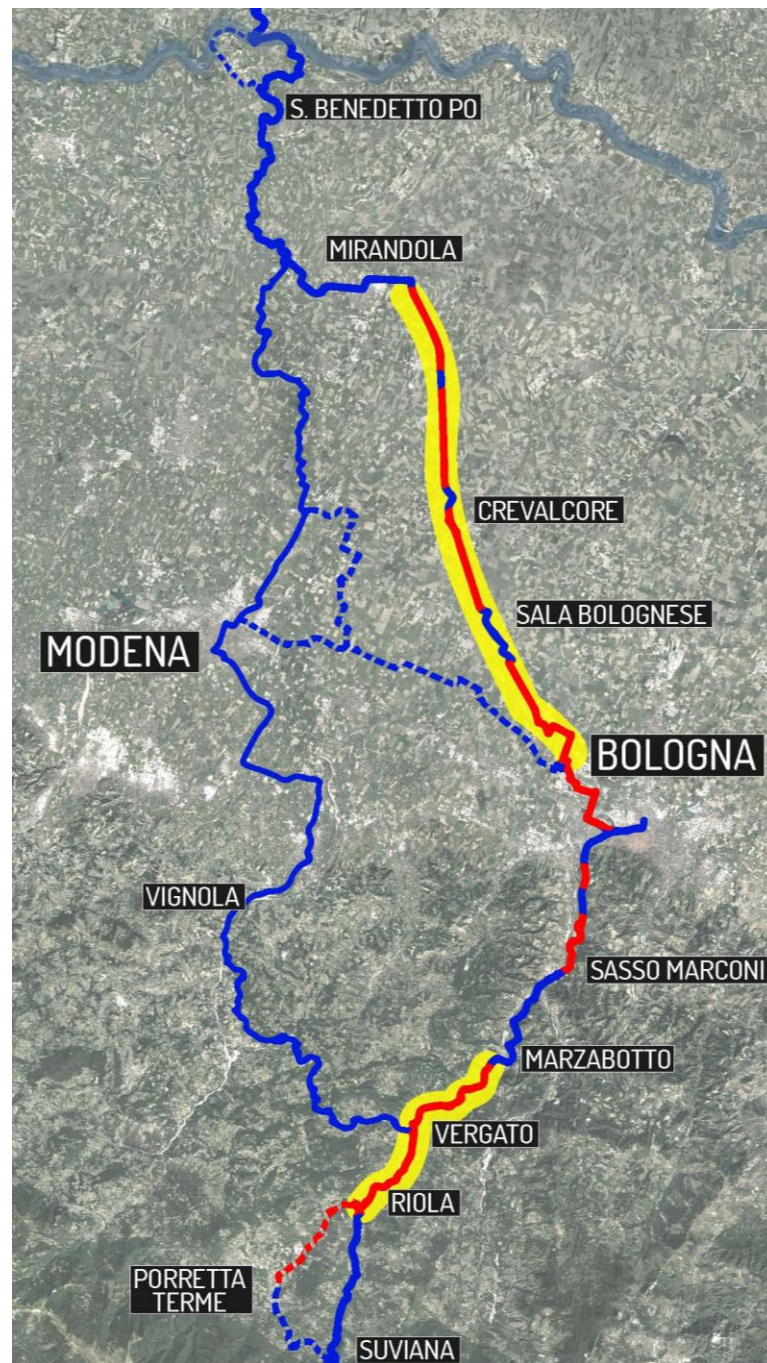 S. BENEDETTO PO
MIRANDOLA
CREVALCORE
SALA BOLOGNESE
MODENA
BOLOGNA
VIGNOLA
SASSO MARCONI
MARZABOTTO
VERGATO
RIOLA
PORRETTA
TERME
SUVIANA